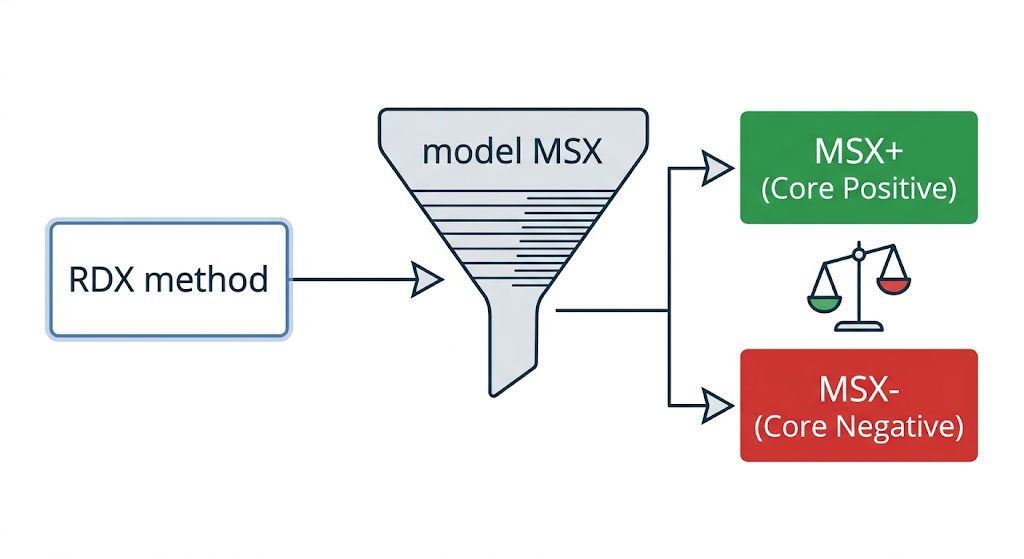 RDX method
model MSX
MSX+
(Core Positive)
MSX-
(Core Negative)